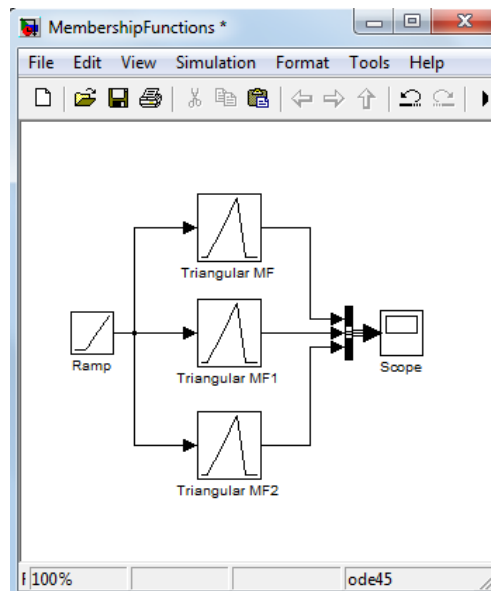 MembershipFunctions *
File Edit View Simulation Format Tools Help
Triangular MF
Ramp
Triangular MF1
Scope
Triangular MF2
F 100% ode45